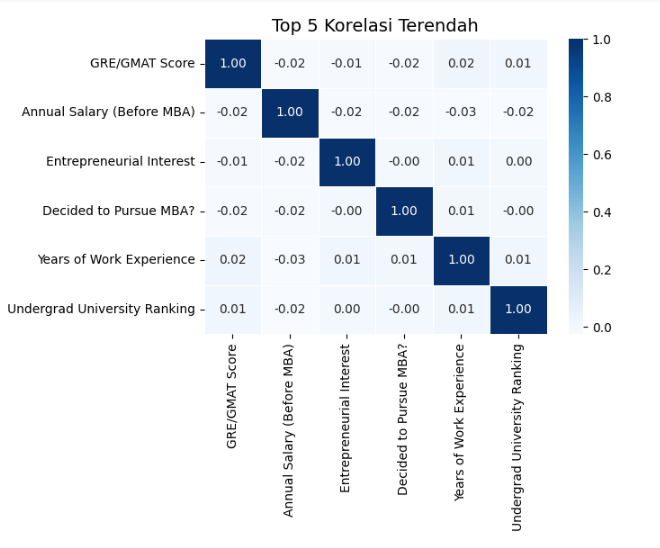 Top 5 Korelasi Terendah
GRE/GMAT Score 1.00 -0.02 -0.01 -0.02 0.02 0.01
Annual Salary (Before MBA) -0.02 1.00 -0.02 -0.02 -0.03 -0.02
Entrepreneurial Interest -0.01 -0.02 1.00 -0.00 0.01 0.00
Decided to Pursue MBA? -0.02 -0.02 -0.00 1.00 0.01 -0.00
Years of Work Experience 0.02 -0.03 0.01 0.01 1.00 0.01
Undergrad University Ranking 0.01 -0.02 0.00 -0.00 0.01 1.00
GRE/GMAT Score
Annual Salary (Before MBA)
Entrepreneurial Interest
Decided to Pursue MBA?
Years of Work Experience
Undergrad University Ranking
1.0
0.8
0.6
0.4
0.2
0.0